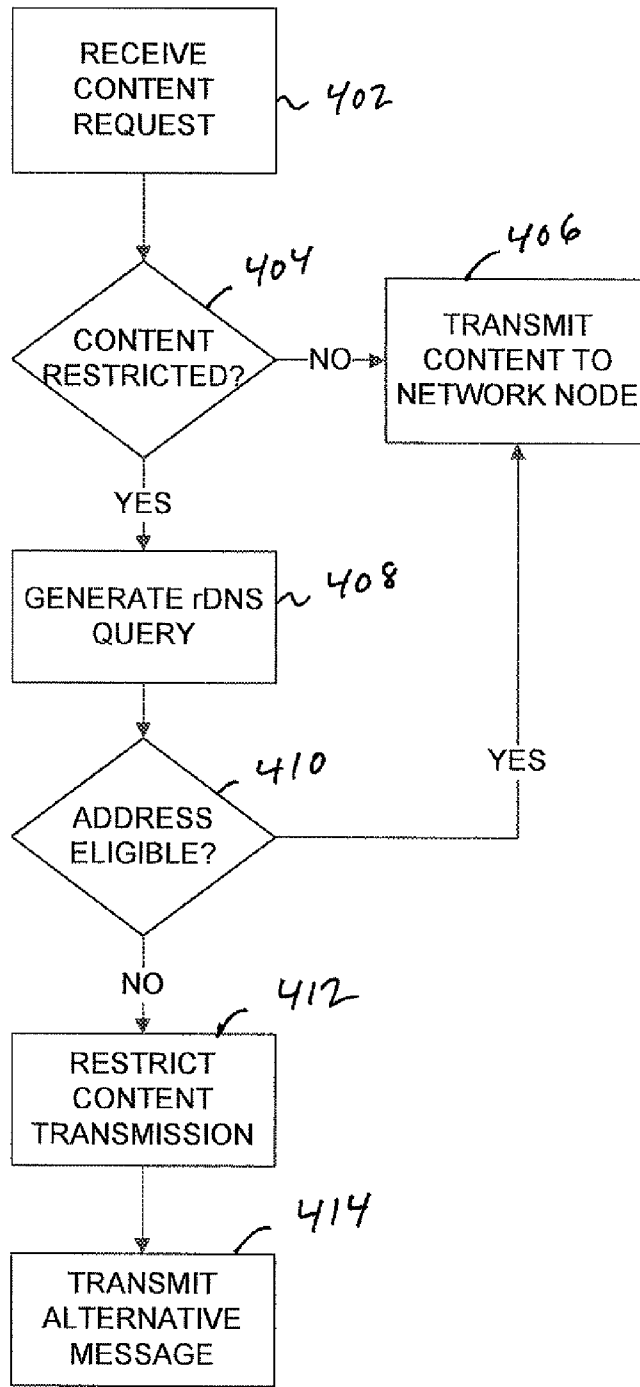 RECEIVE
CONTENT
REQUEST
402
404
406
CONTENT
RESTRICTED?
NO
TRANSMIT
CONTENT TO
NETWORK NODE
YES
GENERATE rDNS
QUERY
408
410
ADDRESS
ELIGIBLE?
YES
NO
412
RESTRICT
CONTENT
TRANSMISSION
414
TRANSMIT
ALTERNATIVE
MESSAGE